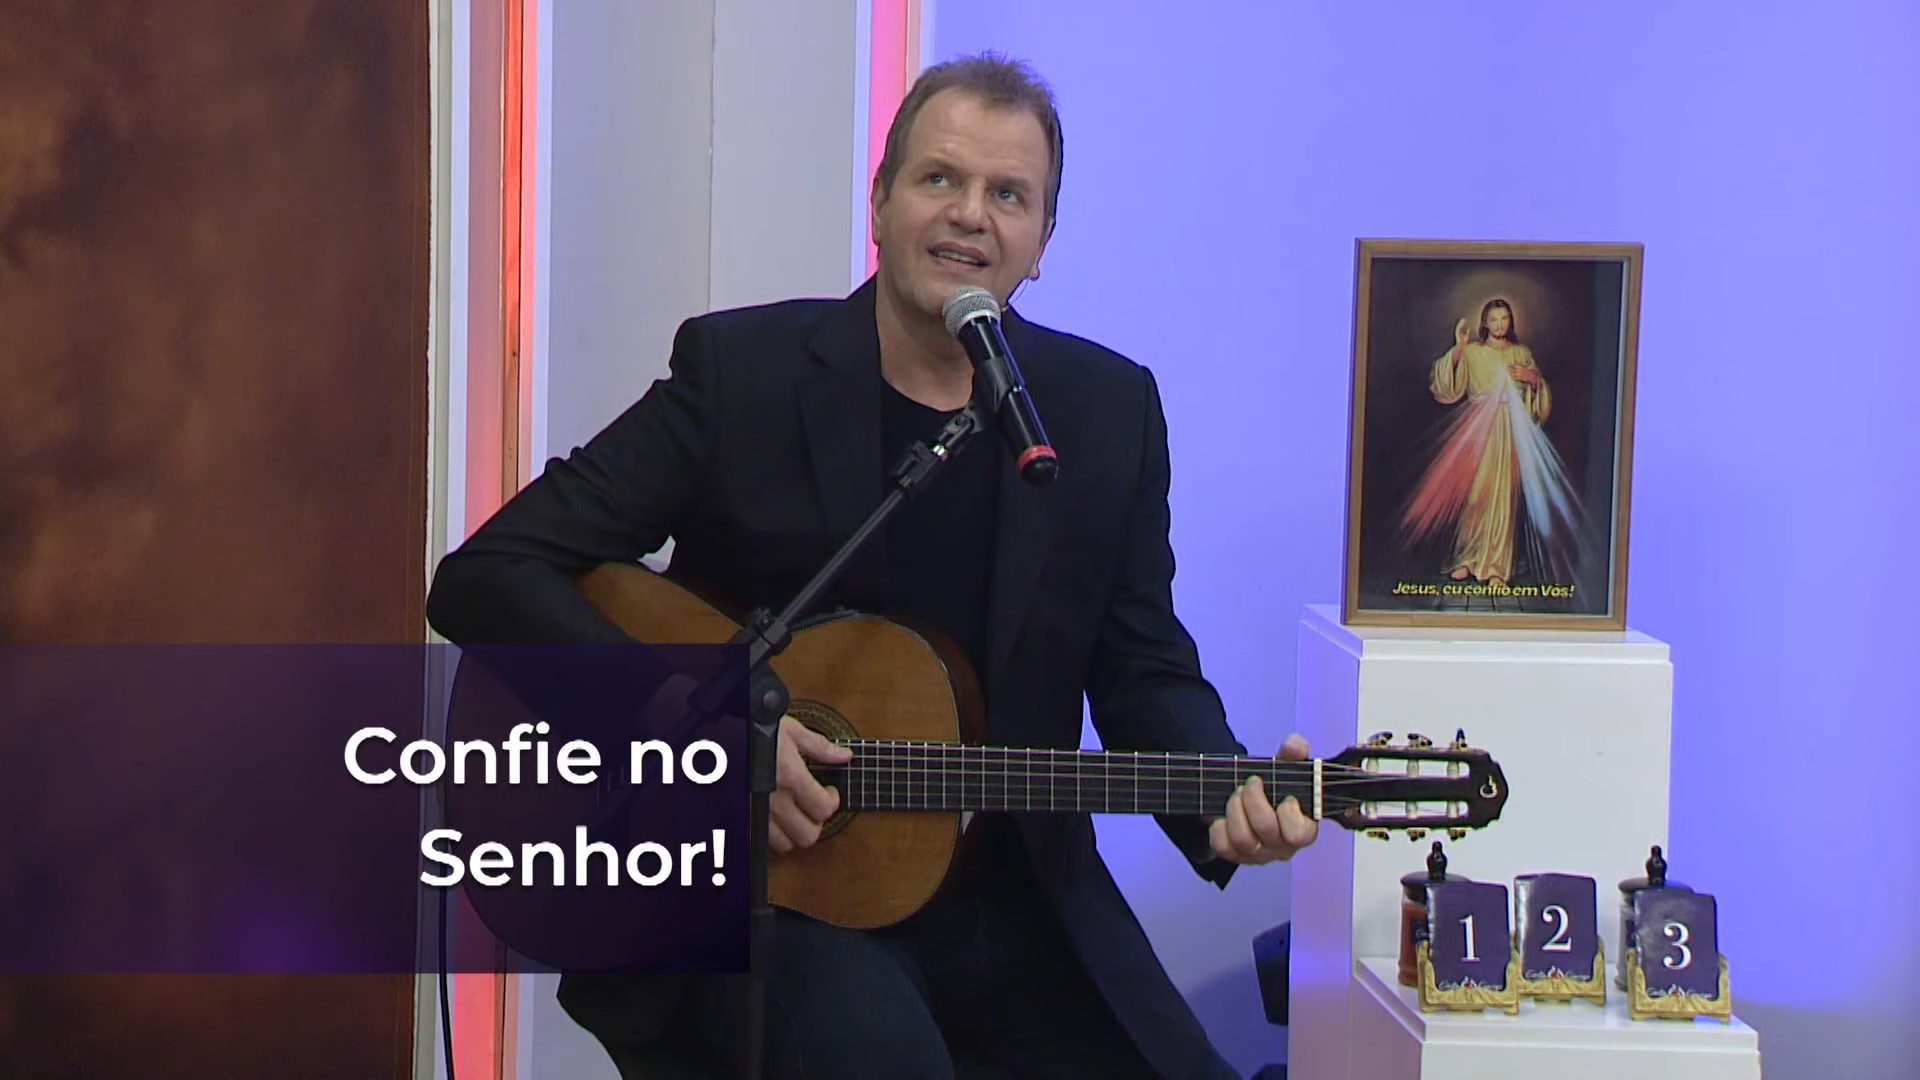 Confie no
Senhor!
Jesus, eu confio em Vós!
1
2
3